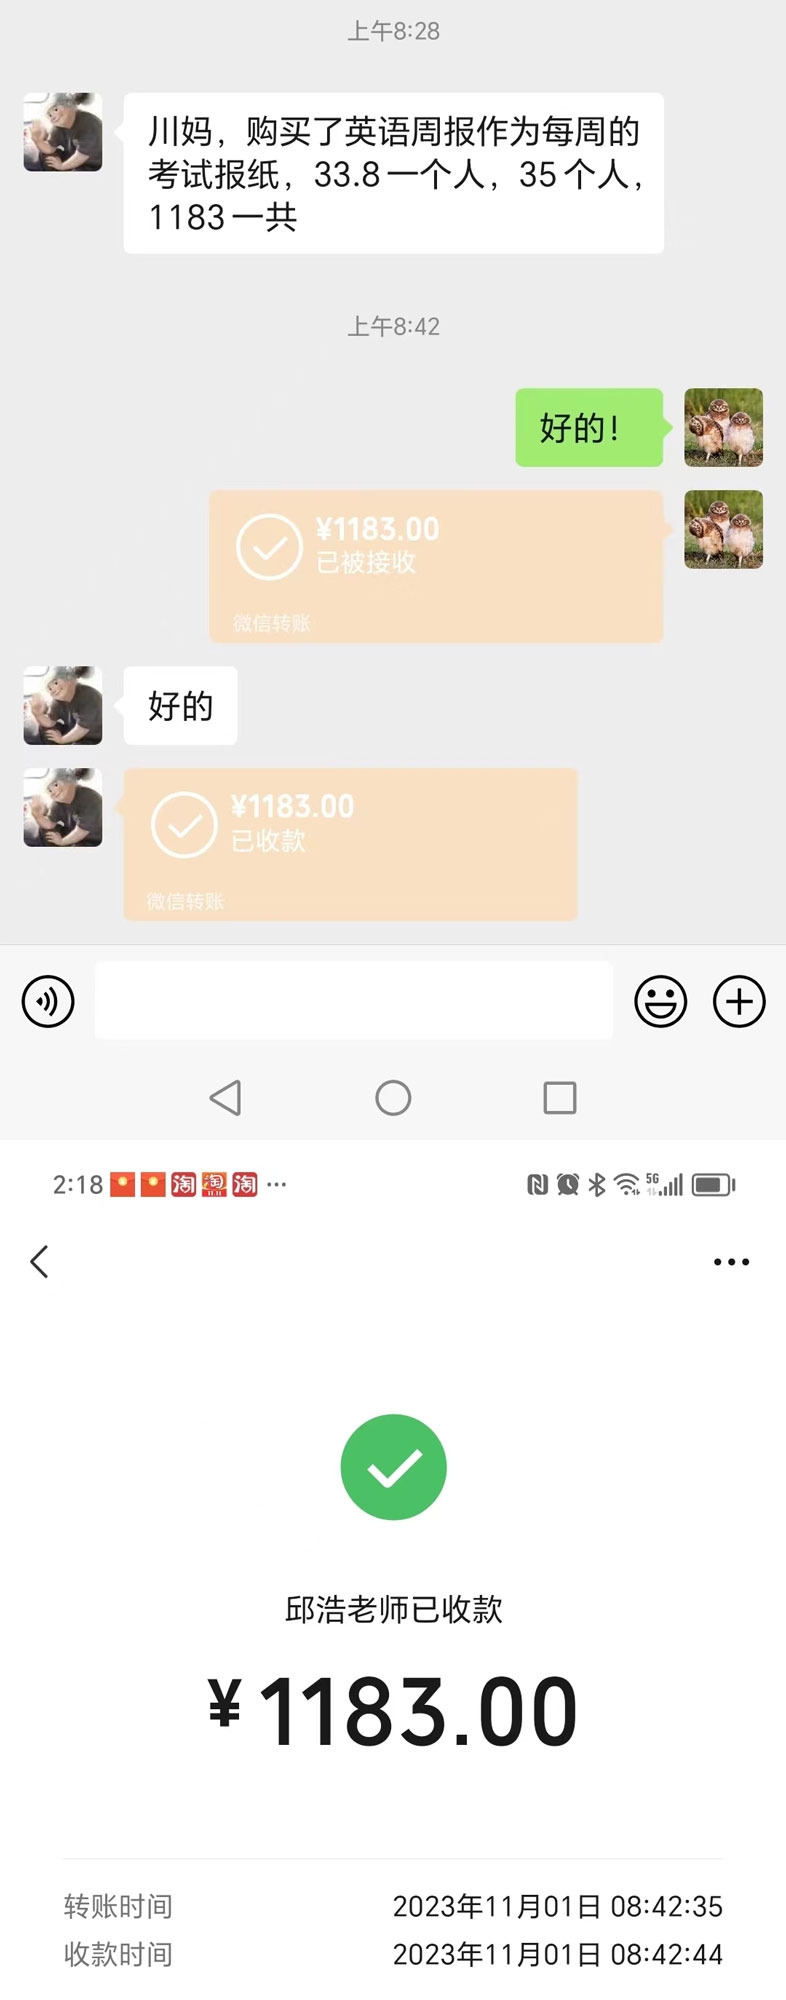 上午8:28
川妈，购买了英语周报作为每周的
考试报纸，33.8一个人，35个人，
1183一共
上午8:42
好的！
¥1183.00
已被接收
微信转账
好的
¥1183.00
已收款
微信转账
2:18 淘 淘 11.11 淘 ···
5G
邱浩老师已收款
¥1183.00
转账时间 2023年11月01日 08:42:35
收款时间 2023年11月01日 08:42:44